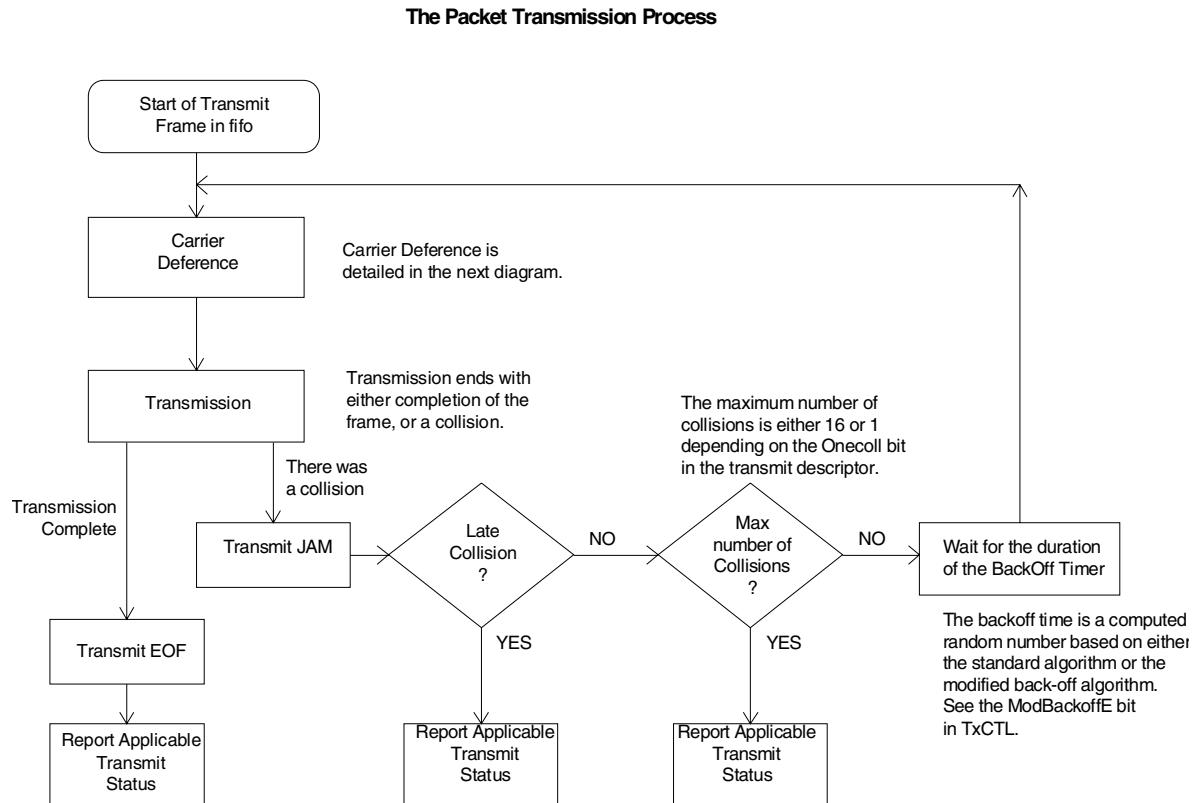 The Packet Transmission Process
Start of Transmit
Frame in fifo
Carrier
Deference
Carrier Deference is
detailed in the next diagram.
Transmission
Transmission ends with
either completion of the
frame, or a collision.
The maximum number of
collisions is either 16 or 1
depending on the Onecoll bit
in the transmit descriptor.
There was
a collision
Transmission
Complete
Transmit JAM
Late
Collision
?
NO
Max
number of
Collisions
?
NO
Wait for the duration
of the BackOff Timer
YES
YES
The backoff time is a computed
random number based on either
the standard algorithm or the
modified back-off algorithm.
See the ModBackoffE bit
in TxCTL.
Transmit EOF
Report Applicable
Transmit
Status
Report Applicable
Transmit
Status
Report Applicable
Transmit
Status